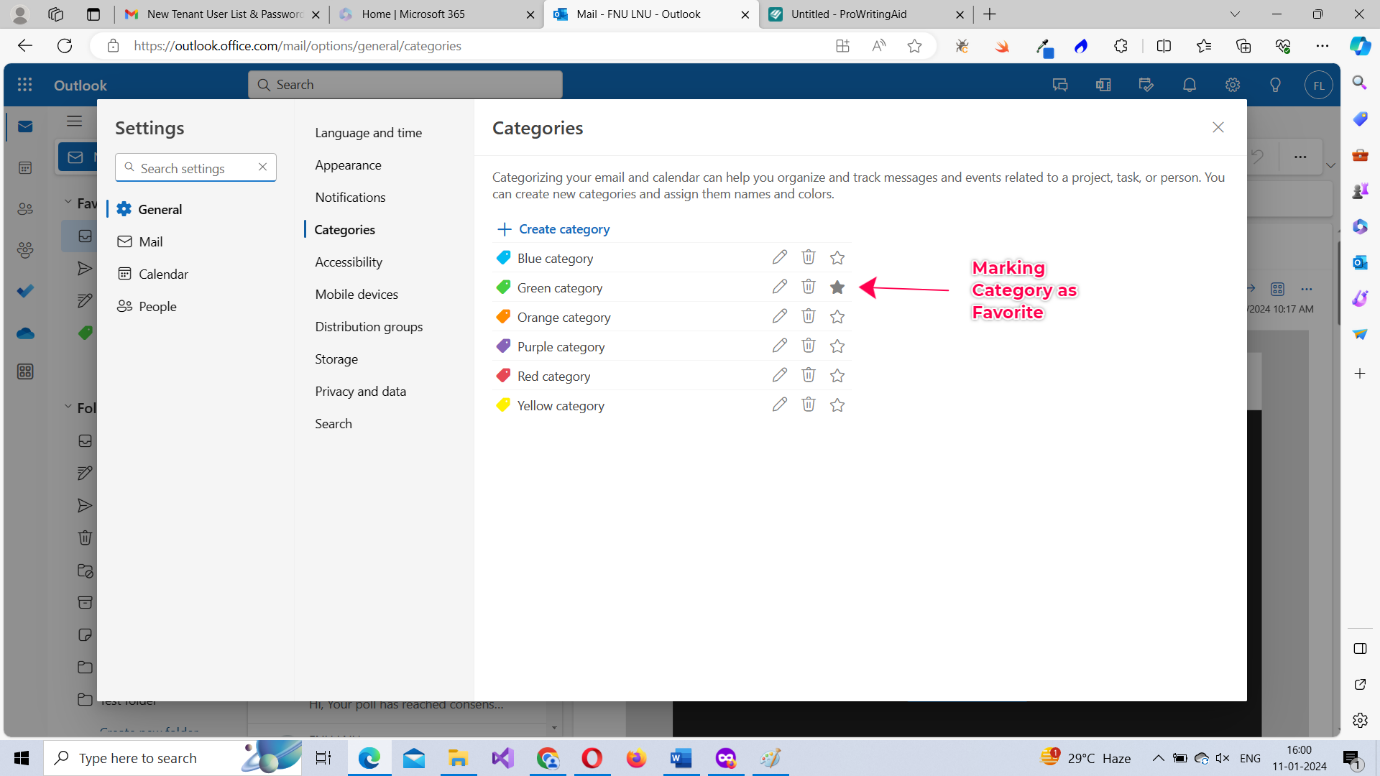 New Tenant User List & Passwor
Home | Microsoft 365
Mail - FNU LNU - Outlook
Untitled - ProWritingAid
https://outlook.office.com/mail/options/general/categories
Outlook
Search
FL
Settings
Search settings
General
Mail
Calendar
People
Language and time
Appearance
Notifications
Categories
Accessibility
Mobile devices
Distribution groups
Storage
Privacy and data
Search
Categories
Categorizing your email and calendar can help you organize and track messages and events related to a project, task, or person. You
can create new categories and assign them names and colors.
Create category
Blue category
Green category
Orange category
Purple category
Red category
Yellow category
Marking
Category as
Favorite
Fav
Fol
/2024 10:17 AM
Test folder
Create new folder
Hi, Your poll has reached consens...
Type here to search
1
29°C Haze
ENG
16:00
11-01-2024
1